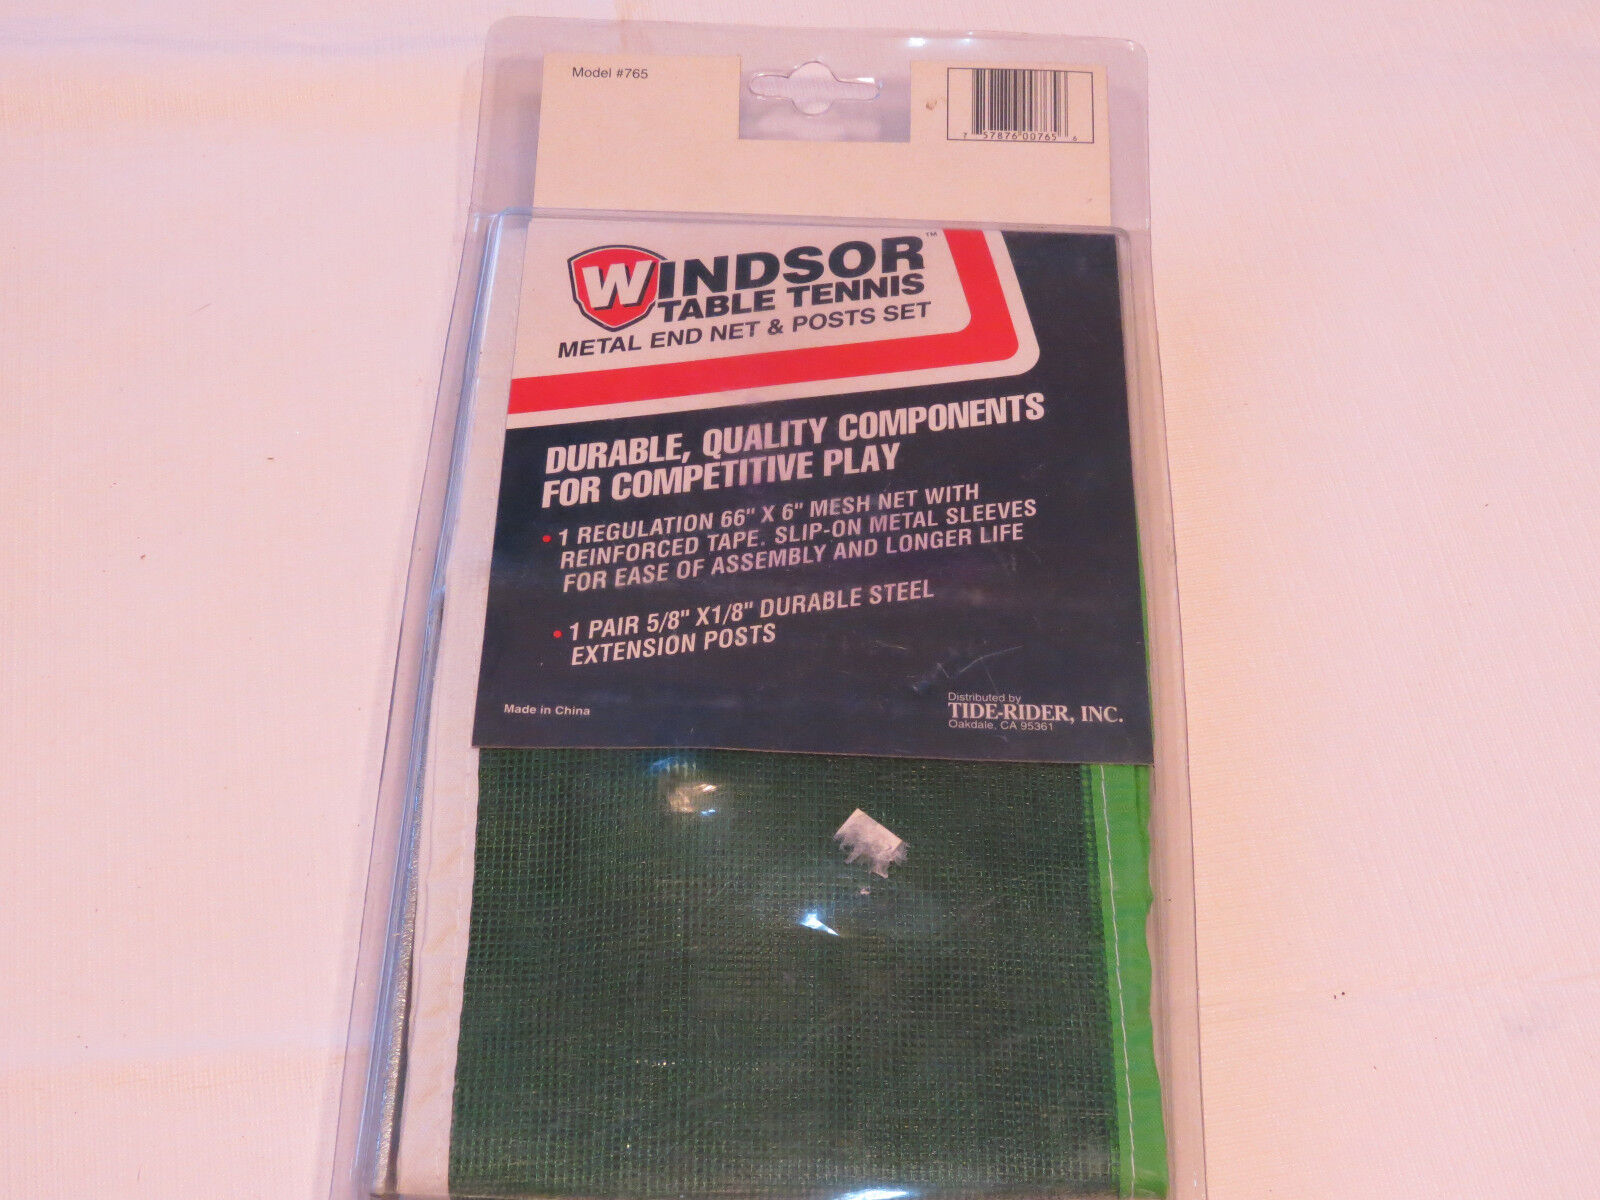 Model #765
7 57876 00765 6
WINDSOR™
TABLE TENNIS
METAL END NET & POSTS SET
DURABLE, QUALITY COMPONENTS
FOR COMPETITIVE PLAY
• 1 REGULATION 66" X 6" MESH NET WITH
REINFORCED TAPE. SLIP-ON METAL SLEEVES
FOR EASE OF ASSEMBLY AND LONGER LIFE
• 1 PAIR 5/8" X1/8" DURABLE STEEL
EXTENSION POSTS
Made in China
Distributed by
TIDE-RIDER, INC.
Oakdale, CA 95361